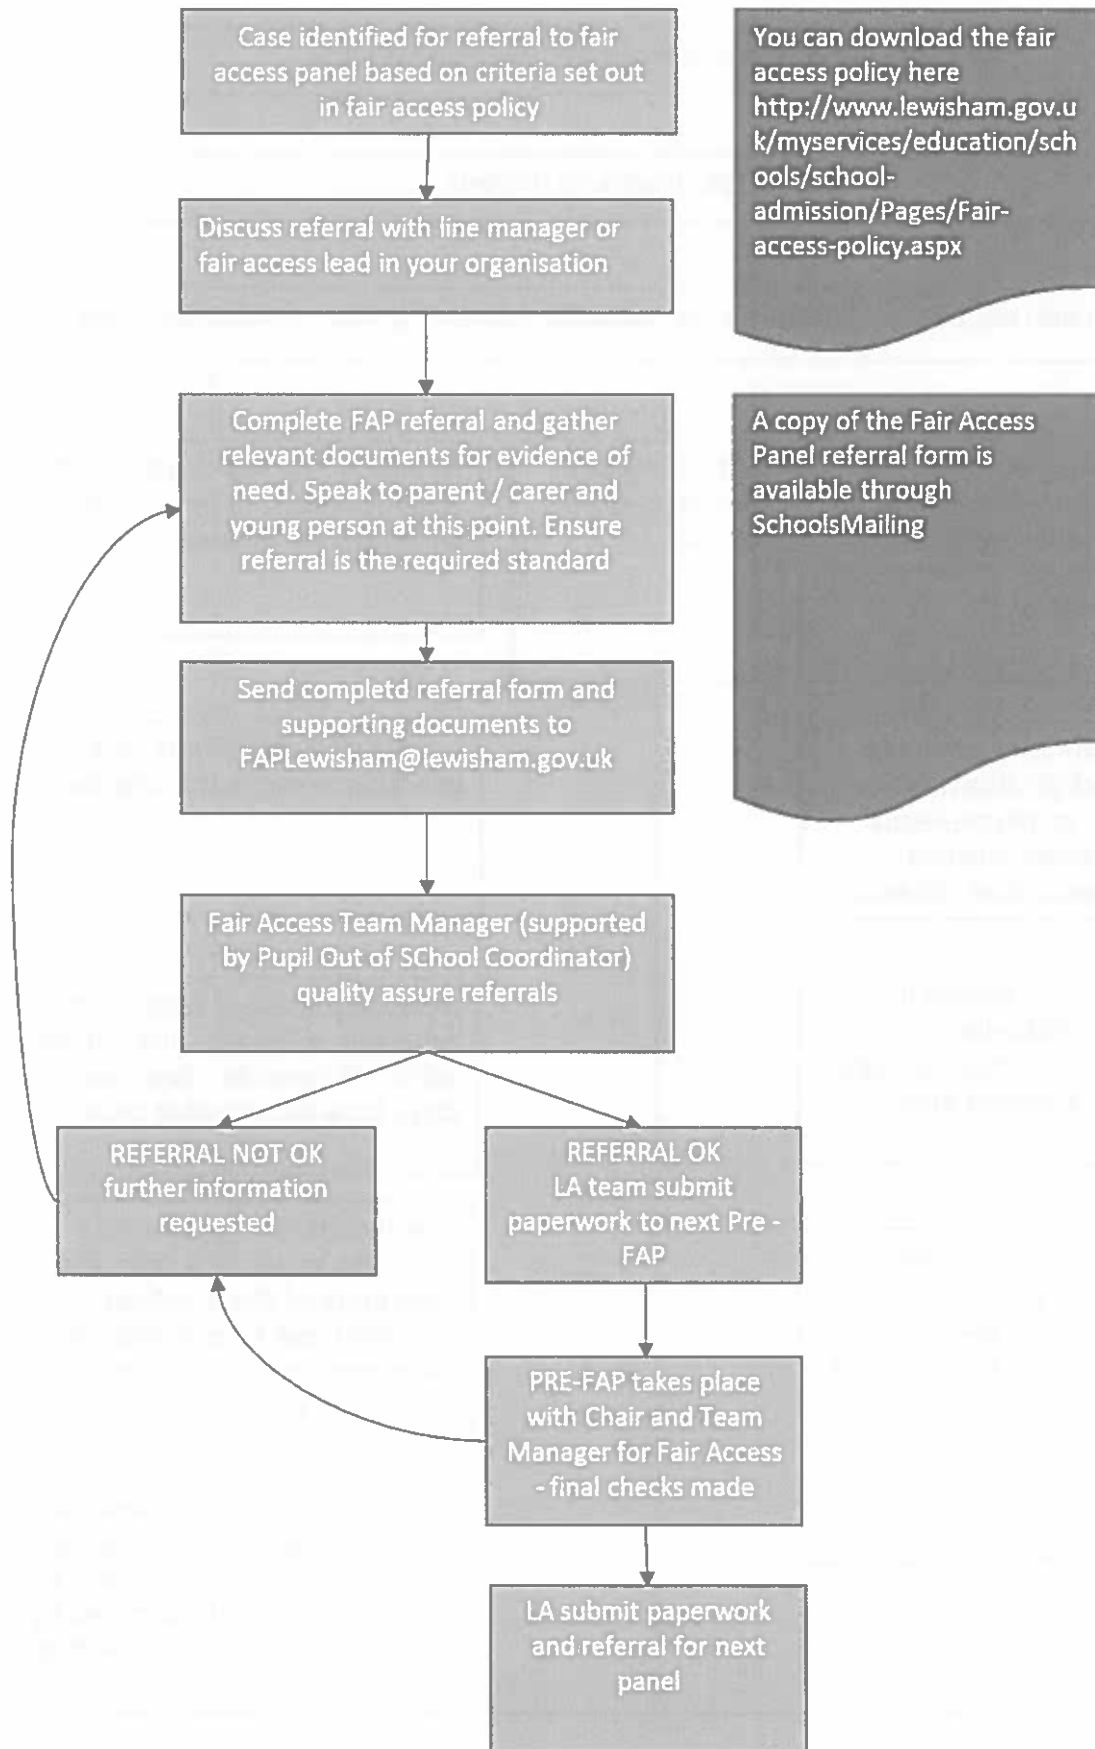 Case identified for referral to fair
access panel based on criteria set out
in fair access policy
You can download the fair
access policy here
http://www.lewisham.gov.u
k/myservices/education/sch
ools/school-
admission/Pages/Fair-
access-policy.aspx
Discuss referral with line manager or
fair access lead in your organisation
Complete FAP referral and gather
relevant documents for evidence of
need. Speak to parent / carer and
young person at this point. Ensure
referral is the required standard
A copy of the Fair Access
Panel referral form is
available through
SchoolsMailing
Send completd referral form and
supporting documents to
FAPLewisham@lewisham.gov.uk
Fair Access Team Manager (supported
by Pupil Out of SChool Coordinator)
quality assure referrals
REFERRAL NOT OK
further information
requested
REFERRAL OK
LA team submit
paperwork to next Pre -
FAP
PRE-FAP takes place
with Chair and Team
Manager for Fair Access
- final checks made
LA submit paperwork
and referral for next
panel